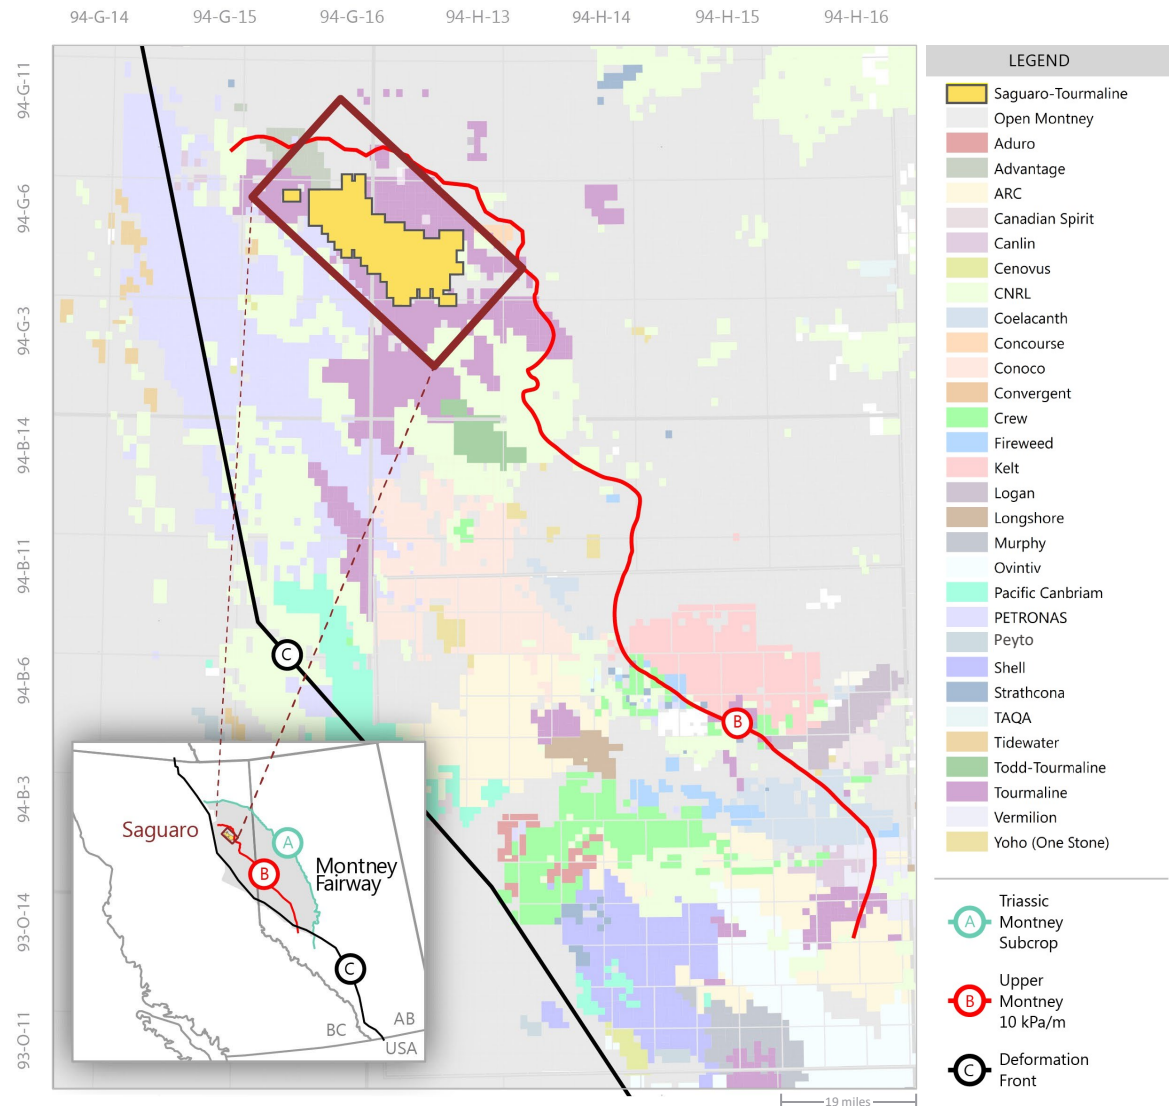 94-G-14
94-G-15
94-G-16
94-H-13
94-H-14
94-H-15
94-H-16
94-G-11
94-G-6
94-G-3
94-B-14
94-B-11
94-B-6
94-B-3
93-O-14
93-O-11
C
B
Saguaro
A
B
Montney
Fairway
C
BC
AB
USA
19 miles
LEGEND
Saguaro-Tourmaline
Open Montney
Aduro
Advantage
ARC
Canadian Spirit
Canlin
Cenovus
CNRL
Coelacanth
Concourse
Conoco
Convergent
Crew
Fireweed
Kelt
Logan
Longshore
Murphy
Ovintiv
Pacific Canbriam
PETRONAS
Peyto
Shell
Strathcona
TAQA
Tidewater
Todd-Tourmaline
Tourmaline
Vermilion
Yoho (One Stone)
A
Triassic
Montney
Subcrop
B
Upper
Montney
10 kPa/m
C
Deformation
Front